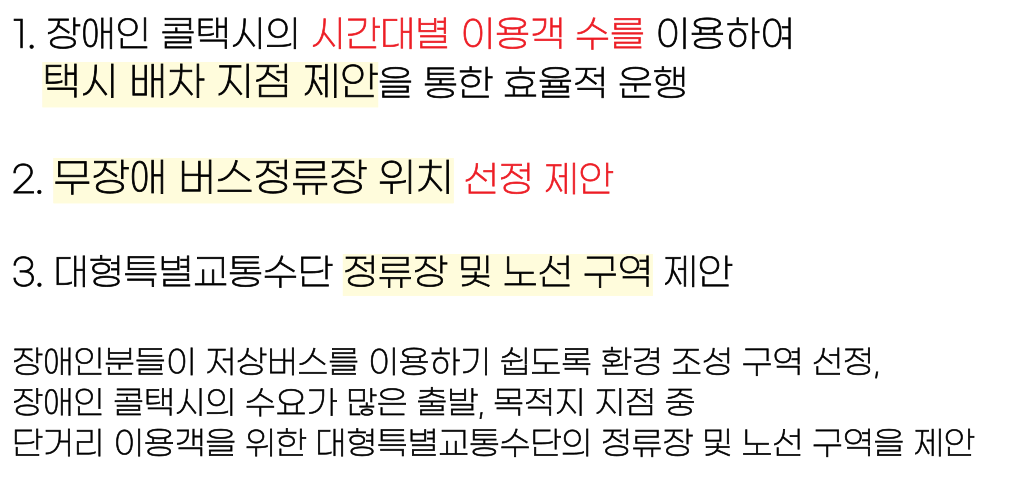 1. 장애인 콜택시의 시간대별 이용객 수를 이용하여
택시 배차 지점 제안을 통한 효율적 운행
2. 무장애 버스정류장 위치 선정 제안
3. 대형특별교통수단 정류장 및 노선 구역 제안
장애인분들이 저상버스를 이용하기 쉽도록 환경 조성 구역 선정,
장애인 콜택시의 수요가 많은 출발, 목적지 지점 중
단거리 이용객을 위한 대형특별교통수단의 정류장 및 노선 구역을 제안